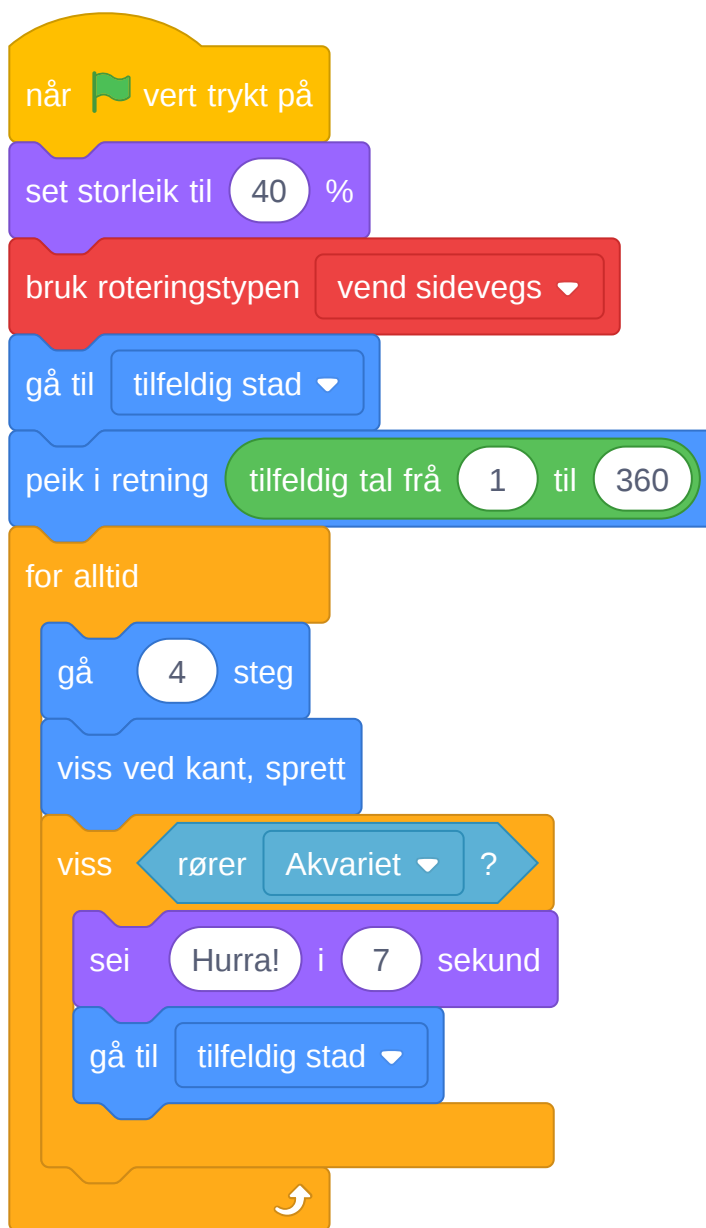 når vert trykt på
set storleik til 40 %
bruk roteringstypen vend sidevegs
gå til tilfeldig stad
peik i retning tilfeldig tal frå 1 til 360
for alltid
gå 4 steg
viss ved kant, sprett
viss rører Akvariet ?
sei Hurra! i 7 sekund
gå til tilfeldig stad